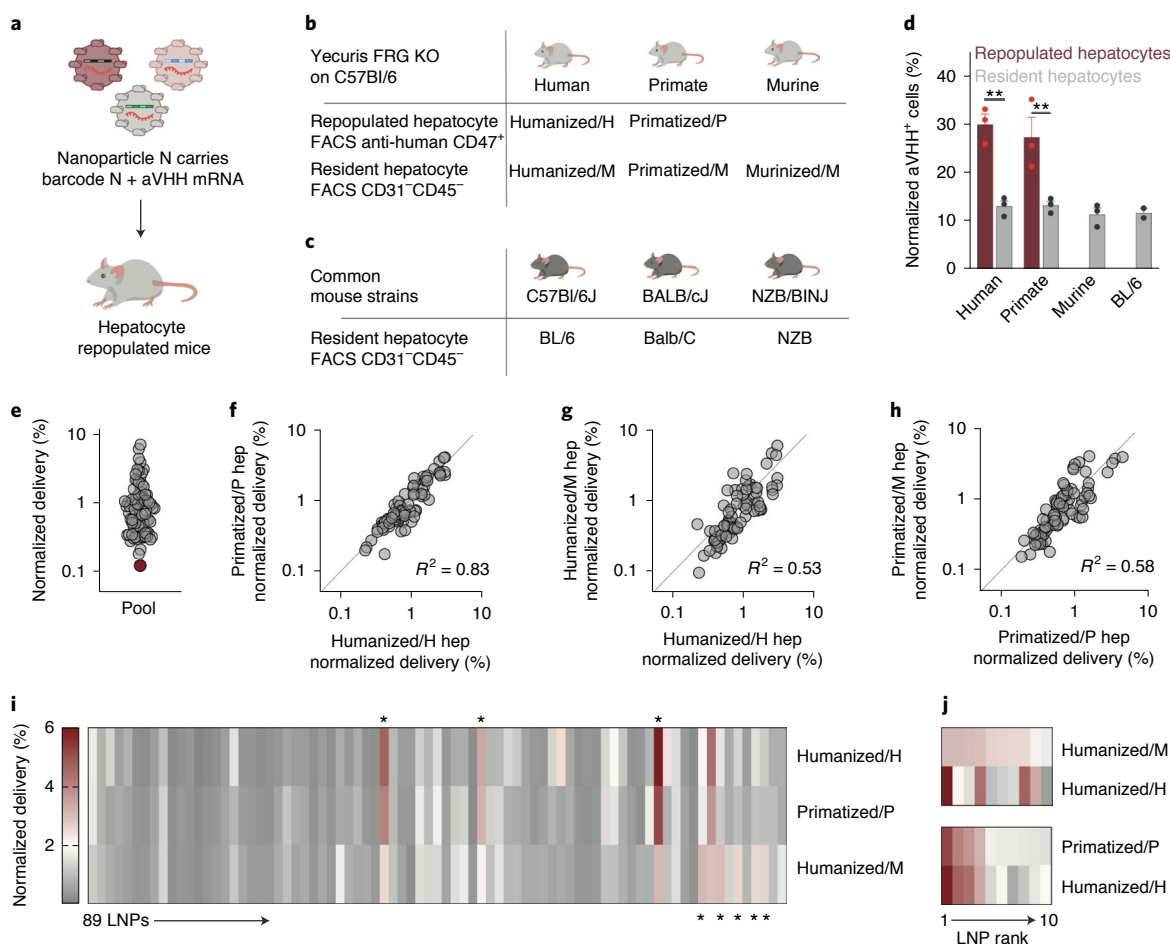 a
Nanoparticle N carries
barcode N + aVHH mRNA
Hepatocyte
repopulated mice
b
Yecuris FRG KO
on C57Bl/6
Human
Primate
Murine
Repopulated hepatocyte
FACS anti-human CD47+
Humanized/H
Primatized/P
Resident hepatocyte
FACS CD31−CD45−
Humanized/M
Primatized/M
Murinized/M
c
Common
mouse strains
C57Bl/6J
BALB/cJ
NZB/BINJ
Resident hepatocyte
FACS CD31−CD45−
BL/6
Balb/C
NZB
d
Repopulated hepatocytes
Resident hepatocytes
Normalized aVHH+ cells (%)
40
30
20
10
0
**
**
Human
Primate
Murine
BL/6
e
Normalized delivery (%)
10
1
0.1
Pool
f
Primatized/P hep
normalized delivery (%)
10
1
0.1
R² = 0.83
0.1
1
10
Humanized/H hep
normalized delivery (%)
g
Humanized/M hep
normalized delivery (%)
10
1
0.1
R² = 0.53
0.1
1
10
Humanized/H hep
normalized delivery (%)
h
Primatized/M hep
normalized delivery (%)
10
1
0.1
R² = 0.58
0.1
1
10
Primatized/P hep
normalized delivery (%)
i
Normalized delivery (%)
6
4
2
* * *
Humanized/H
Primatized/P
Humanized/M
89 LNPs
* * * * *
j
Humanized/M
Humanized/H
Primatized/P
Humanized/H
1
10
LNP rank